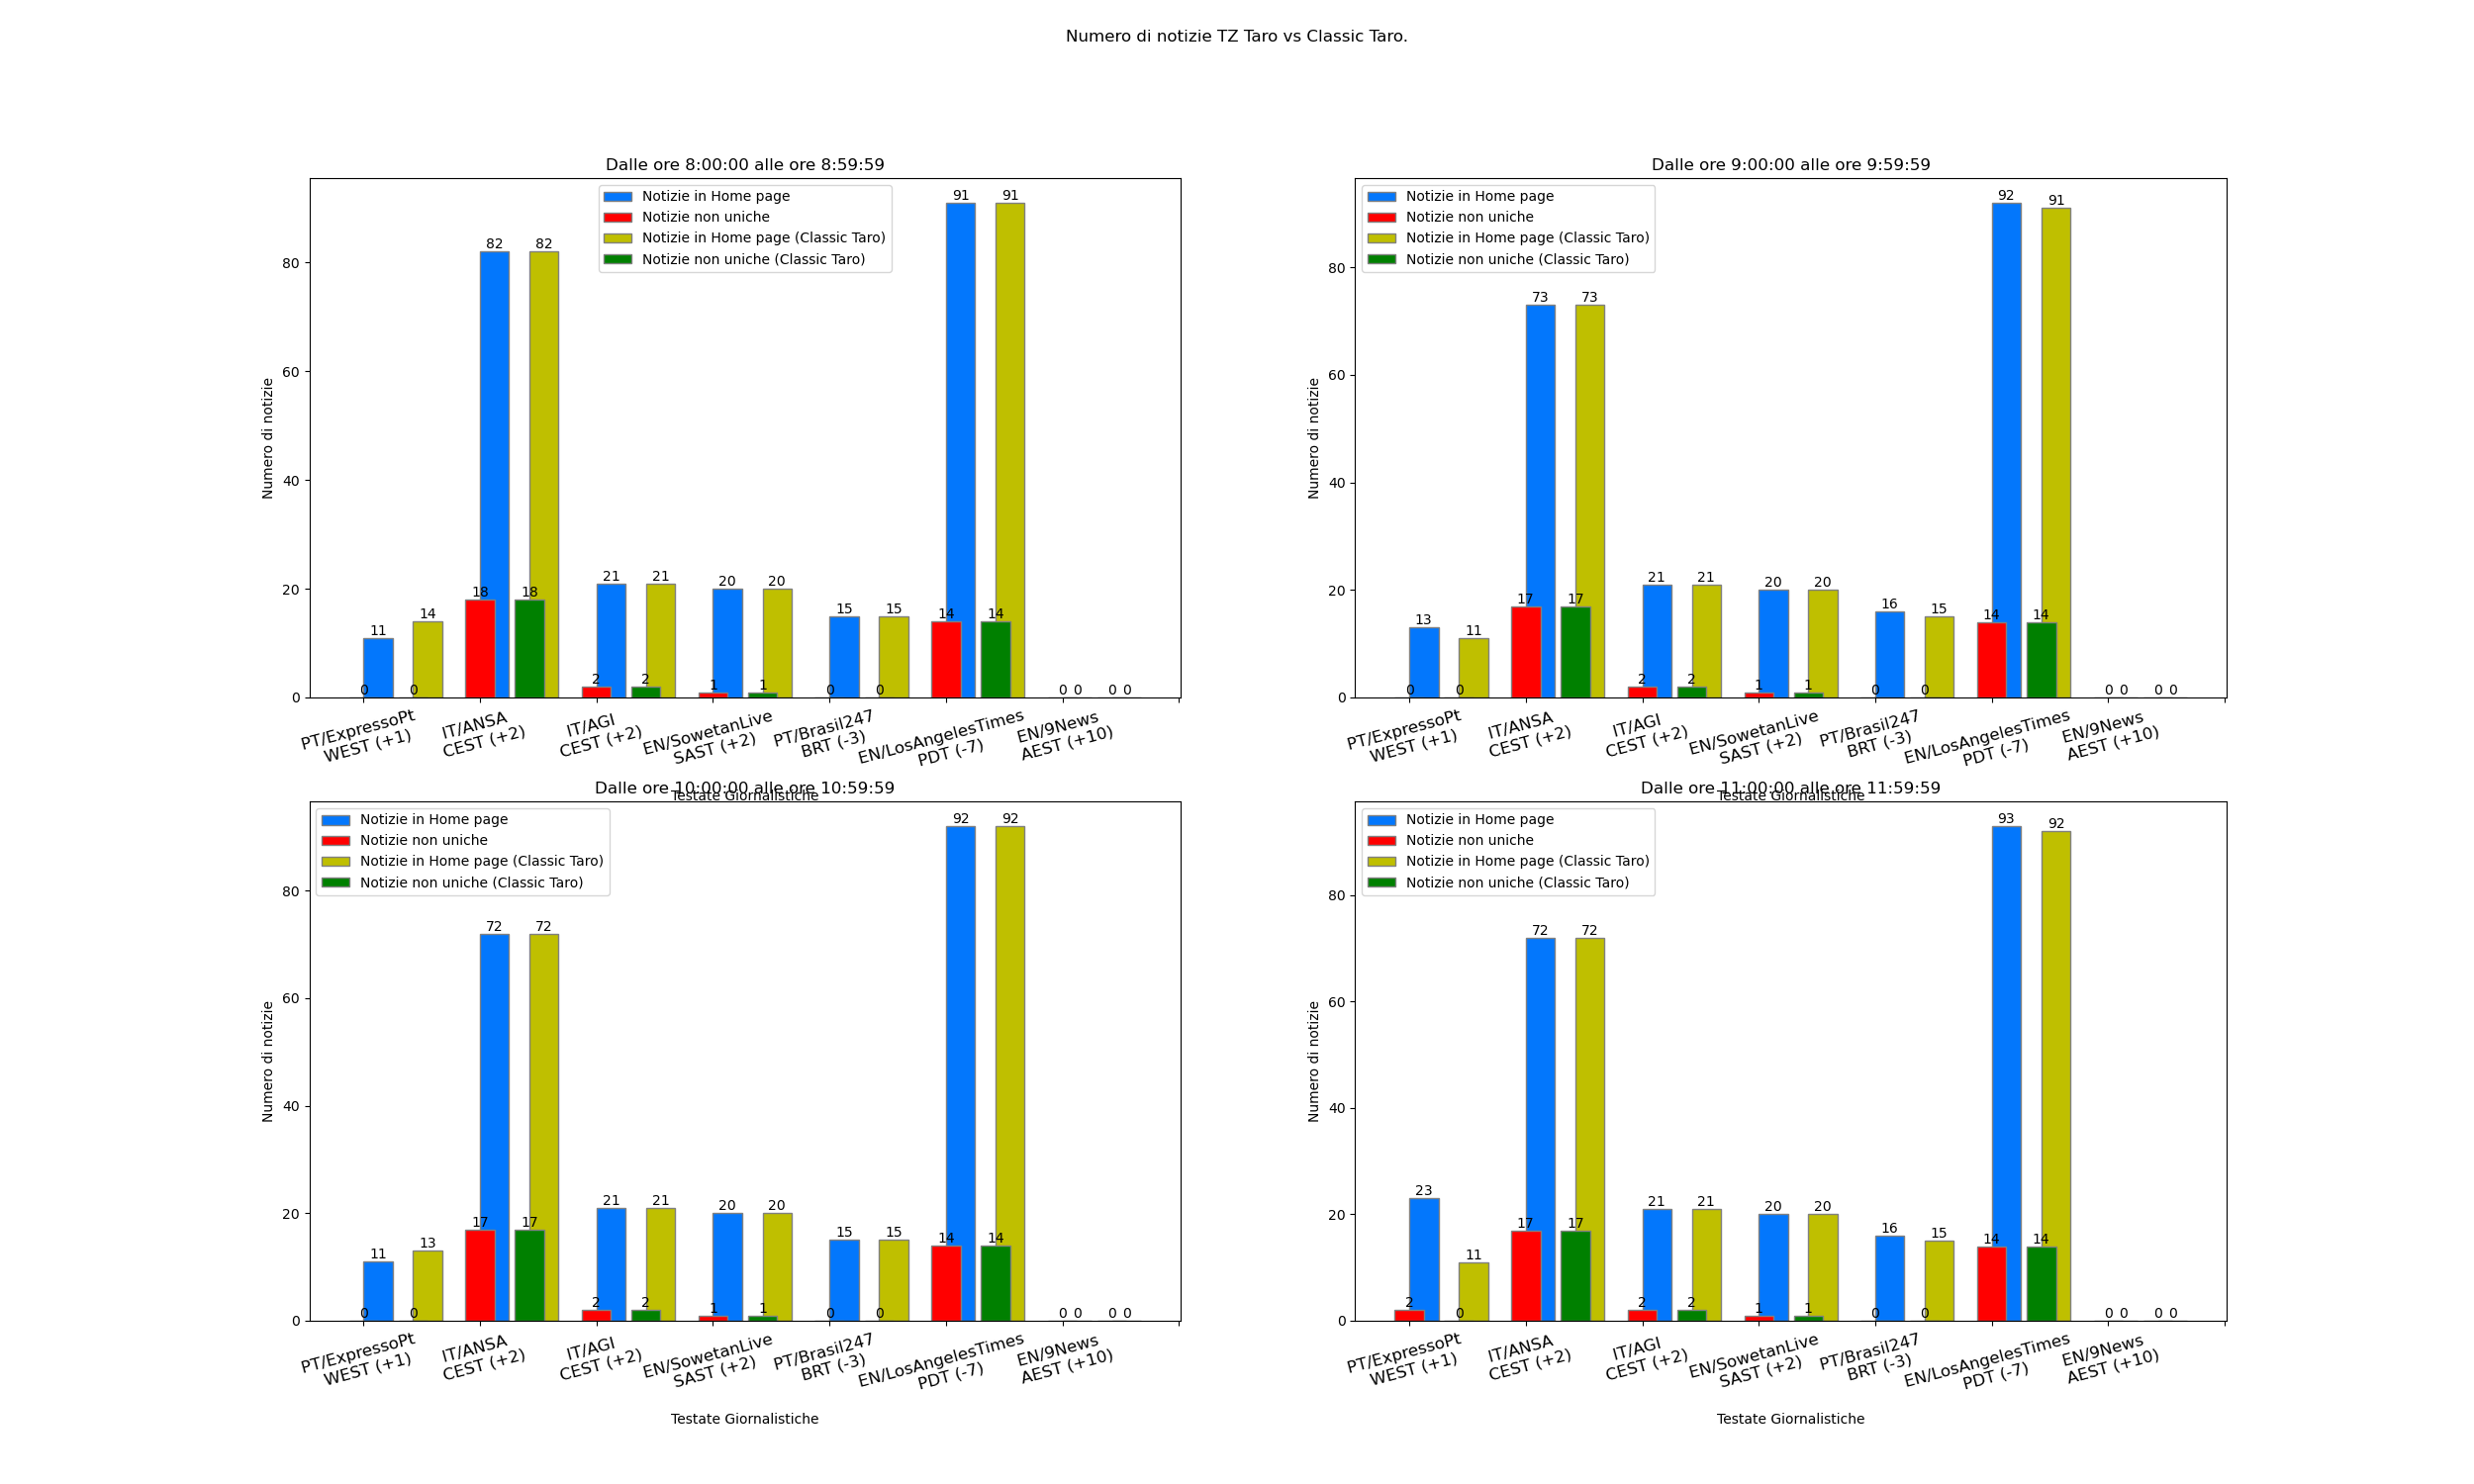 Numero di notizie TZ Taro vs Classic Taro.
Dalle ore 8:00:00 alle ore 8:59:59
Notizie in Home page
Notizie non uniche
Notizie in Home page (Classic Taro)
Notizie non uniche (Classic Taro)
Numero di notizie
80
60
40
20
0
11 14 82 82 21 21 20 20 15 15 91 91
0 0 18 18 2 2 1 1 0 0 14 14 0 0 0 0
PT/ExpressoPt
WEST (+1)
IT/ANSA
CEST (+2)
IT/AGI
CEST (+2)
EN/SowetanLive
SAST (+2)
PT/Brasil247
BRT (-3)
EN/LosAngelesTimes
PDT (-7)
EN/9News
AEST (+10)
Testate Giornalistiche
Dalle ore 9:00:00 alle ore 9:59:59
Notizie in Home page
Notizie non uniche
Notizie in Home page (Classic Taro)
Notizie non uniche (Classic Taro)
Numero di notizie
80
60
40
20
0
13 11 73 73 21 21 20 20 16 15 92 91
0 0 17 17 2 2 1 1 0 0 14 14 0 0 0 0
PT/ExpressoPt
WEST (+1)
IT/ANSA
CEST (+2)
IT/AGI
CEST (+2)
EN/SowetanLive
SAST (+2)
PT/Brasil247
BRT (-3)
EN/LosAngelesTimes
PDT (-7)
EN/9News
AEST (+10)
Testate Giornalistiche
Dalle ore 10:00:00 alle ore 10:59:59
Notizie in Home page
Notizie non uniche
Notizie in Home page (Classic Taro)
Notizie non uniche (Classic Taro)
Numero di notizie
80
60
40
20
0
11 13 72 72 21 21 20 20 15 15 92 92
0 0 17 17 2 2 1 1 0 0 14 14 0 0 0 0
PT/ExpressoPt
WEST (+1)
IT/ANSA
CEST (+2)
IT/AGI
CEST (+2)
EN/SowetanLive
SAST (+2)
PT/Brasil247
BRT (-3)
EN/LosAngelesTimes
PDT (-7)
EN/9News
AEST (+10)
Testate Giornalistiche
Dalle ore 11:00:00 alle ore 11:59:59
Notizie in Home page
Notizie non uniche
Notizie in Home page (Classic Taro)
Notizie non uniche (Classic Taro)
Numero di notizie
80
60
40
20
0
23 11 72 72 21 21 20 20 16 15 93 92
2 0 17 17 2 2 1 1 0 0 14 14 0 0 0 0
PT/ExpressoPt
WEST (+1)
IT/ANSA
CEST (+2)
IT/AGI
CEST (+2)
EN/SowetanLive
SAST (+2)
PT/Brasil247
BRT (-3)
EN/LosAngelesTimes
PDT (-7)
EN/9News
AEST (+10)
Testate Giornalistiche